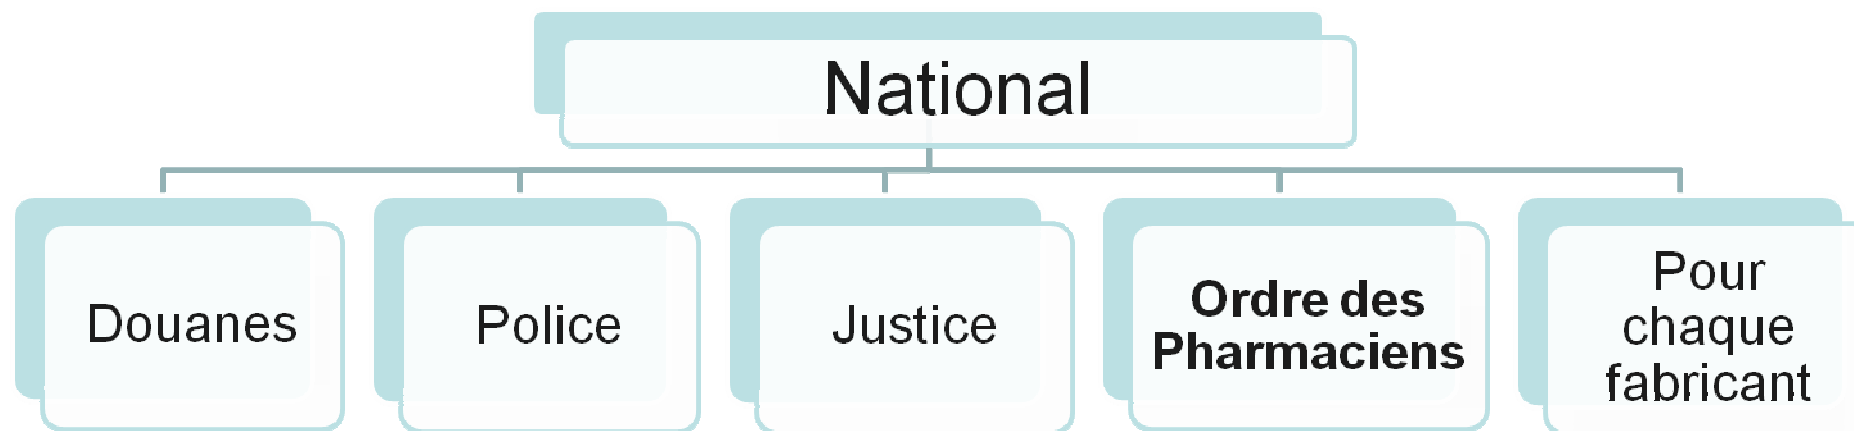 National
Douanes
Police
Justice
Ordre des
Pharmaciens
Pour
chaque
fabricant